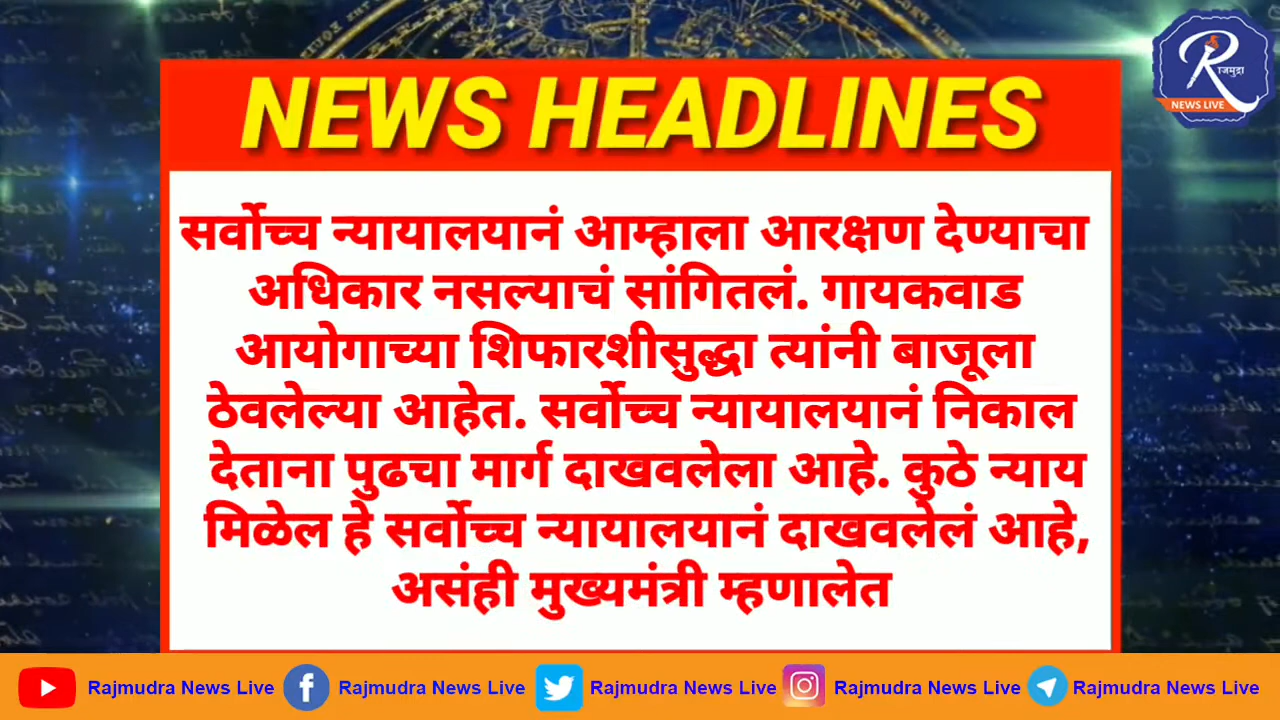 NEWS HEADLINES
R
राजमुद्रा
NEWS LIVE
सर्वोच्च न्यायालयानं आम्हाला आरक्षण देण्याचा
अधिकार नसल्याचं सांगितलं. गायकवाड
आयोगाच्या शिफारशीसुद्धा त्यांनी बाजूला
ठेवलेल्या आहेत. सर्वोच्च न्यायालयानं निकाल
देताना पुढचा मार्ग दाखवलेला आहे. कुठे न्याय
मिळेल हे सर्वोच्च न्यायालयानं दाखवलेलं आहे,
असंही मुख्यमंत्री म्हणालेत
Rajmudra News Live Rajmudra News Live Rajmudra News Live Rajmudra News Live Rajmudra News Live